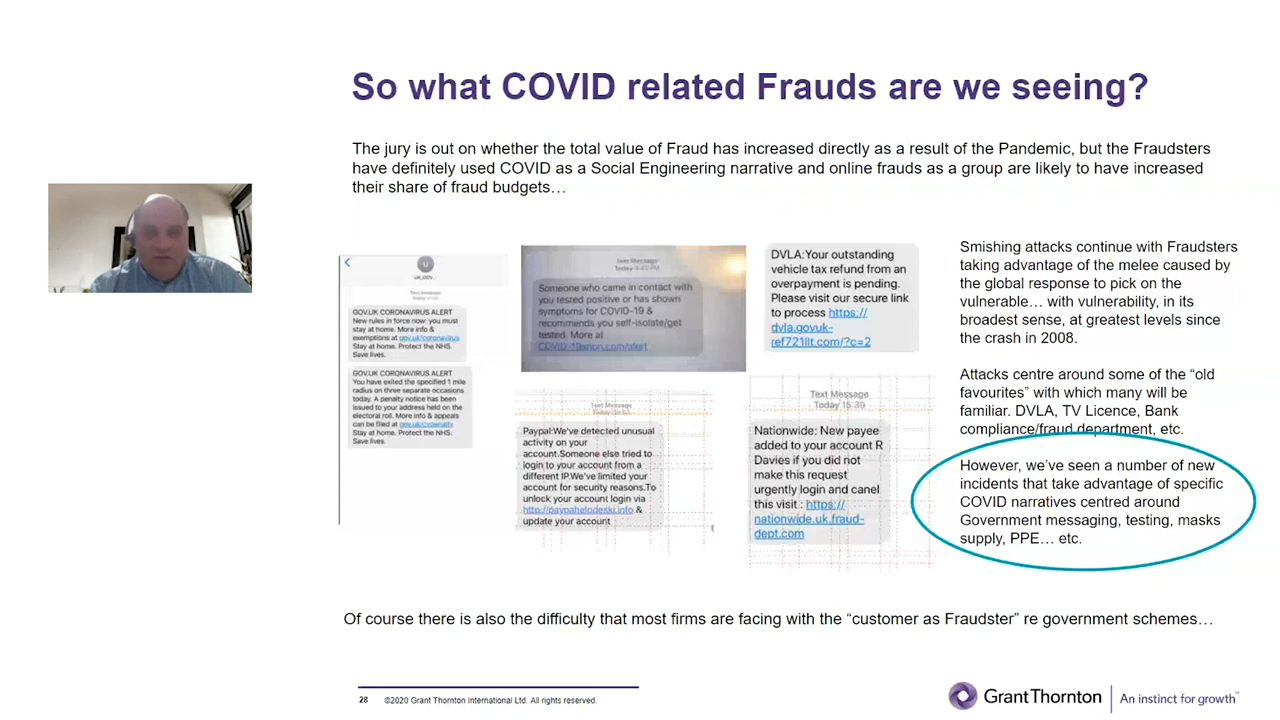 So what COVID related Frauds are we seeing?
The jury is out on whether the total value of Fraud has increased directly as a result of the Pandemic, but the Fraudsters
have definitely used COVID as a Social Engineering narrative and online frauds as a group are likely to have increased
their share of fraud budgets…
U
UK_GOV
Text Message
GOV.UK CORONAVIRUS ALERT
New rules in force now: you must
stay at home. More info &
exemptions at gov.uk/coronavirus
Stay at home. Protect the NHS.
Save lives.
GOV.UK CORONAVIRUS ALERT
You have exited the specified 1 mile
radius on three separate occasions
today. A penalty notice has been
issued to your address held on the
electoral roll. More info & appeals
can be filed at
Stay at home. Protect the NHS.
Save lives.
Text Message
Today
Someone who came in contact with
you tested positive or has shown
symptoms for COVID-19 &
recommends you self-isolate/get
tested. More at
COVID-19anon.com/alert
DVLA:Your outstanding
vehicle tax refund from an
overpayment is pending.
Please visit our secure link
to process https://
dvla.govuk-
ref721llt.com/?c=2
Text Message
Today
Paypal:We've detected unusual
activity on your
account.Someone else tried to
login to your account from a
different IP.We've limited your
account for security reasons.To
unlock your account login via
http://paypahelpdeski.info &
update your account
Text Message
Today 15:39
Nationwide: New payee
added to your account R
Davies if you did not
make this request
urgently login and canel
this visit : https://
nationwide.uk.fraud-
dept.com
Smishing attacks continue with Fraudsters
taking advantage of the melee caused by
the global response to pick on the
vulnerable… with vulnerability, in its
broadest sense, at greatest levels since
the crash in 2008.
Attacks centre around some of the “old
favourites” with which many will be
familiar. DVLA, TV Licence, Bank
compliance/fraud department, etc.
However, we’ve seen a number of new
incidents that take advantage of specific
COVID narratives centred around
Government messaging, testing, masks
supply, PPE… etc.
Of course there is also the difficulty that most firms are facing with the “customer as Fraudster” re government schemes…
28 ©2020 Grant Thornton International Ltd. All rights reserved.
Grant Thornton An instinct for growth™